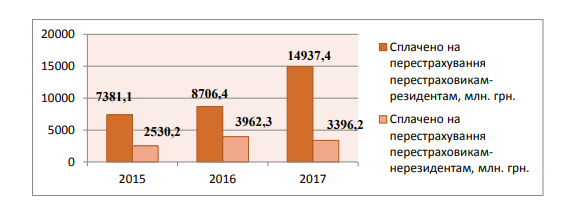 20000
15000
10000
5000
0
7381,1
2530,2
8706,4
3962,3
14937,4
3396,2
2015
2016
2017
Сплачено на
перестрахування
перестраховикам-
резидентам, млн. грн.
Сплачено на
перестрахування
перестраховикам-
нерезидентам, млн. грн.